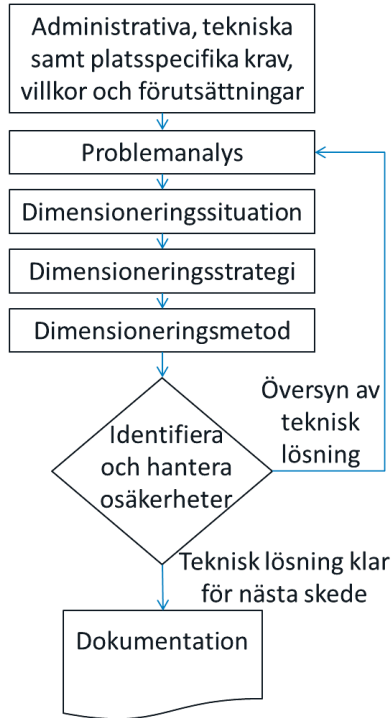 Administrativa, tekniska
samt platsspecifika krav,
villkor och förutsättningar
Problemanalys
Dimensioneringssituation
Dimensioneringsstrategi
Dimensioneringsmetod
Identifiera
och hantera
osäkerheter
Översyn av
teknisk
lösning
Teknisk lösning klar
för nästa skede
Dokumentation